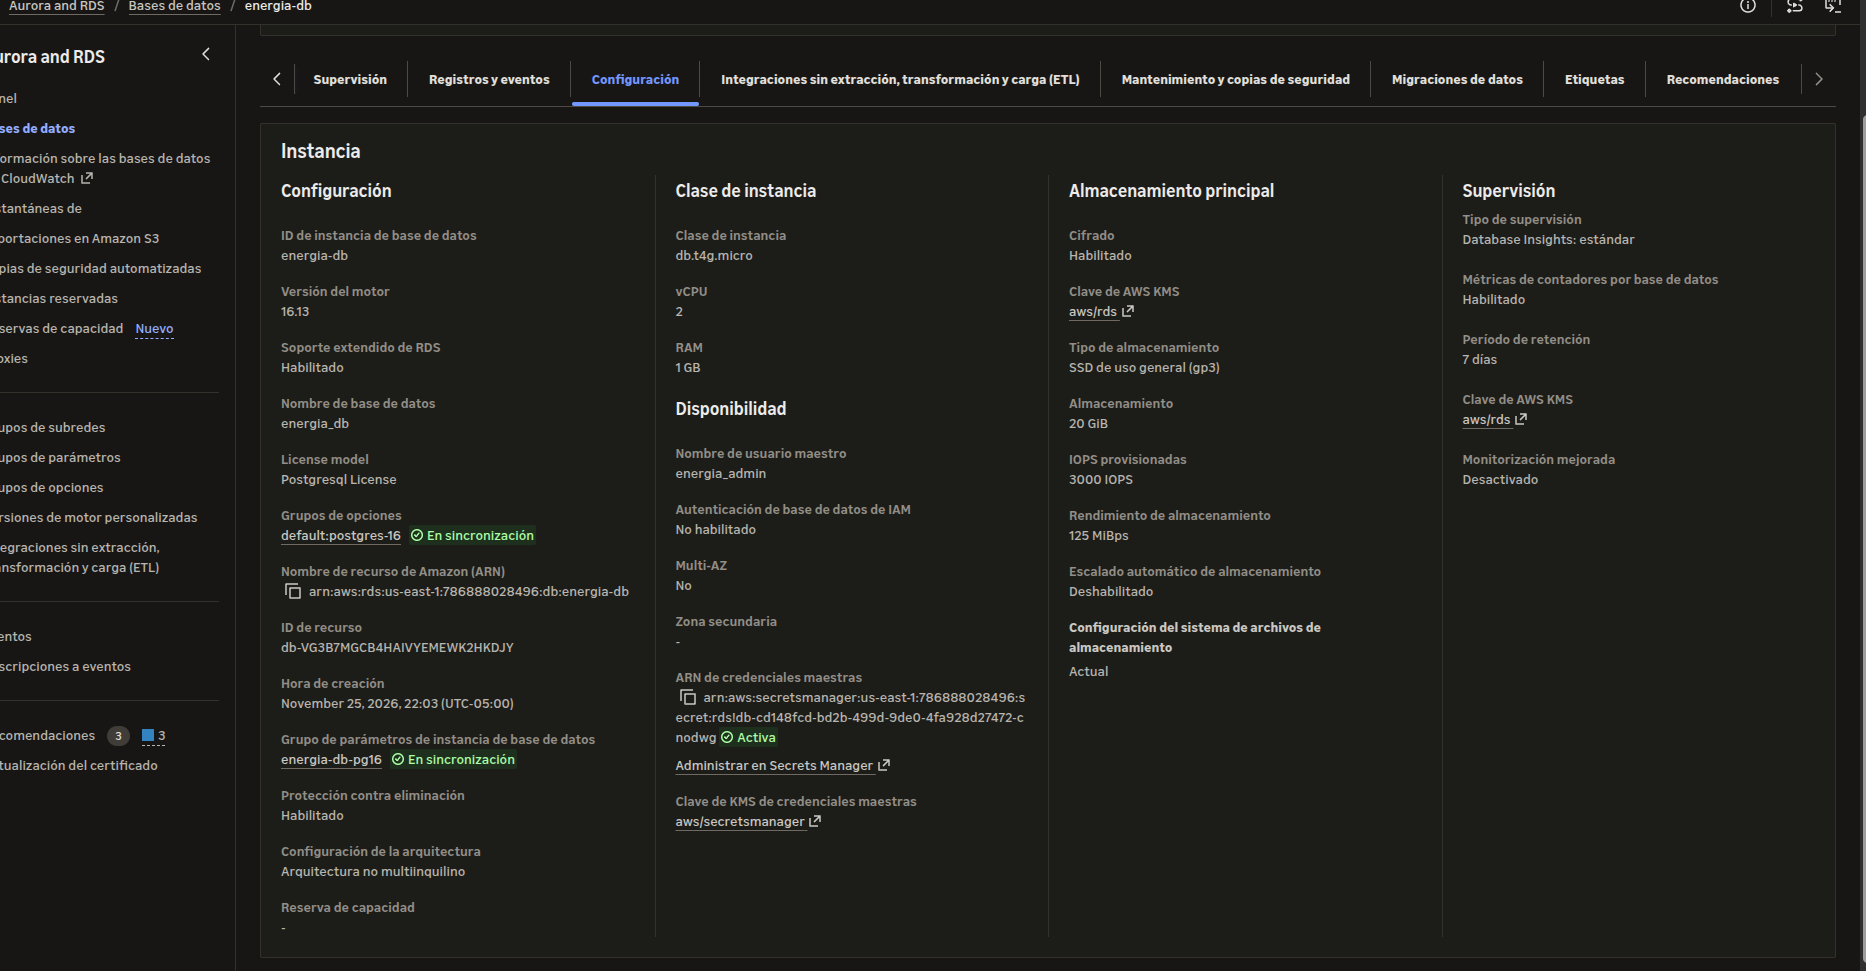 Aurora and RDS / Bases de datos / energia-db
urora and RDS
nel
ses de datos
ormación sobre las bases de datos
CloudWatch
stantáneas de
portaciones en Amazon S3
pias de seguridad automatizadas
stancias reservadas
servas de capacidad Nuevo
oxies
upos de subredes
upos de parámetros
upos de opciones
rsiones de motor personalizadas
egraciones sin extracción,
ansformación y carga (ETL)
entos
scripciones a eventos
comendaciones 3 3
tualización del certificado
Supervisión
Registros y eventos
Configuración
Integraciones sin extracción, transformación y carga (ETL)
Mantenimiento y copias de seguridad
Migraciones de datos
Etiquetas
Recomendaciones
Instancia
Configuración
ID de instancia de base de datos
energia-db
Versión del motor
16.13
Soporte extendido de RDS
Habilitado
Nombre de base de datos
energia_db
License model
Postgresql License
Grupos de opciones
default:postgres-16 En sincronización
Nombre de recurso de Amazon (ARN)
arn:aws:rds:us-east-1:786888028496:db:energia-db
ID de recurso
db-VG3B7MGCB4HAIVYEMEWK2HKDJY
Hora de creación
November 25, 2026, 22:03 (UTC-05:00)
Grupo de parámetros de instancia de base de datos
energia-db-pg16 En sincronización
Protección contra eliminación
Habilitado
Configuración de la arquitectura
Arquitectura no multiinquilino
Reserva de capacidad
-
Clase de instancia
Clase de instancia
db.t4g.micro
vCPU
2
RAM
1 GB
Disponibilidad
Nombre de usuario maestro
energia_admin
Autenticación de base de datos de IAM
No habilitado
Multi-AZ
No
Zona secundaria
-
ARN de credenciales maestras
arn:aws:secretsmanager:us-east-1:786888028496:s
ecret:rds!db-cd148fcd-bd2b-499d-9de0-4fa928d27472-c
nodwg Activa
Administrar en Secrets Manager
Clave de KMS de credenciales maestras
aws/secretsmanager
Almacenamiento principal
Cifrado
Habilitado
Clave de AWS KMS
aws/rds
Tipo de almacenamiento
SSD de uso general (gp3)
Almacenamiento
20 GiB
IOPS provisionadas
3000 IOPS
Rendimiento de almacenamiento
125 MiBps
Escalado automático de almacenamiento
Deshabilitado
Configuración del sistema de archivos de
almacenamiento
Actual
Supervisión
Tipo de supervisión
Database Insights: estándar
Métricas de contadores por base de datos
Habilitado
Período de retención
7 días
Clave de AWS KMS
aws/rds
Monitorización mejorada
Desactivado